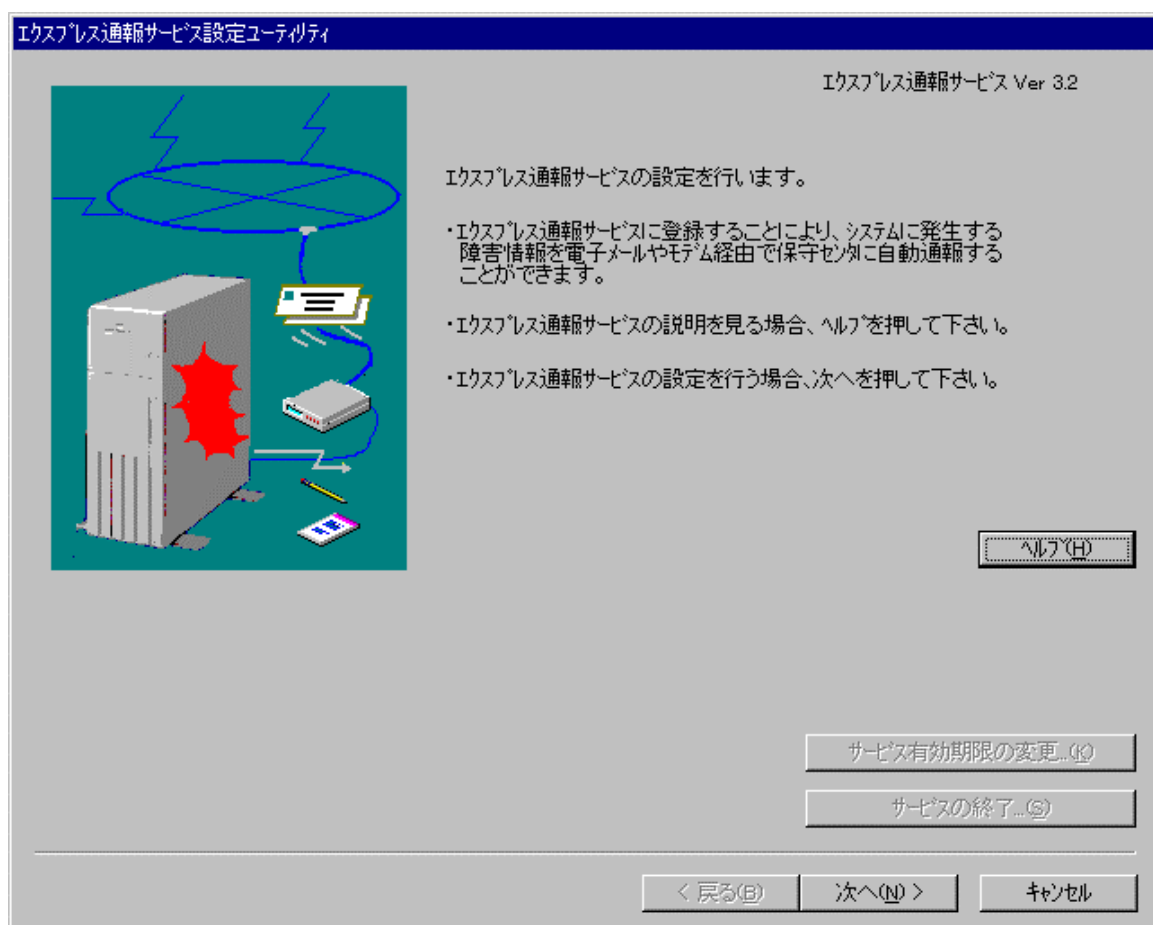 ｴｸｽﾌﾟﾚｽ通報ｻｰﾋﾞｽ設定ﾕｰﾃｨﾘﾃｨ
ｴｸｽﾌﾟﾚｽ通報ｻｰﾋﾞｽ Ver 3.2
ｴｸｽﾌﾟﾚｽ通報ｻｰﾋﾞｽの設定を行います。
・ｴｸｽﾌﾟﾚｽ通報ｻｰﾋﾞｽに登録することにより、ｼｽﾃﾑに発生する
障害情報を電子ﾒｰﾙやﾓﾃﾞﾑ経由で保守ｾﾝﾀに自動通報する
ことができます。
・ｴｸｽﾌﾟﾚｽ通報ｻｰﾋﾞｽの説明を見る場合、ﾍﾙﾌﾟを押して下さい。
・ｴｸｽﾌﾟﾚｽ通報ｻｰﾋﾞｽの設定を行う場合、次へを押して下さい。
ﾍﾙﾌﾟ(H)
ｻｰﾋﾞｽ有効期限の変更...(K)
ｻｰﾋﾞｽの終了...(S)
< 戻る(B)
次へ(N) >
ｷｬﾝｾﾙ